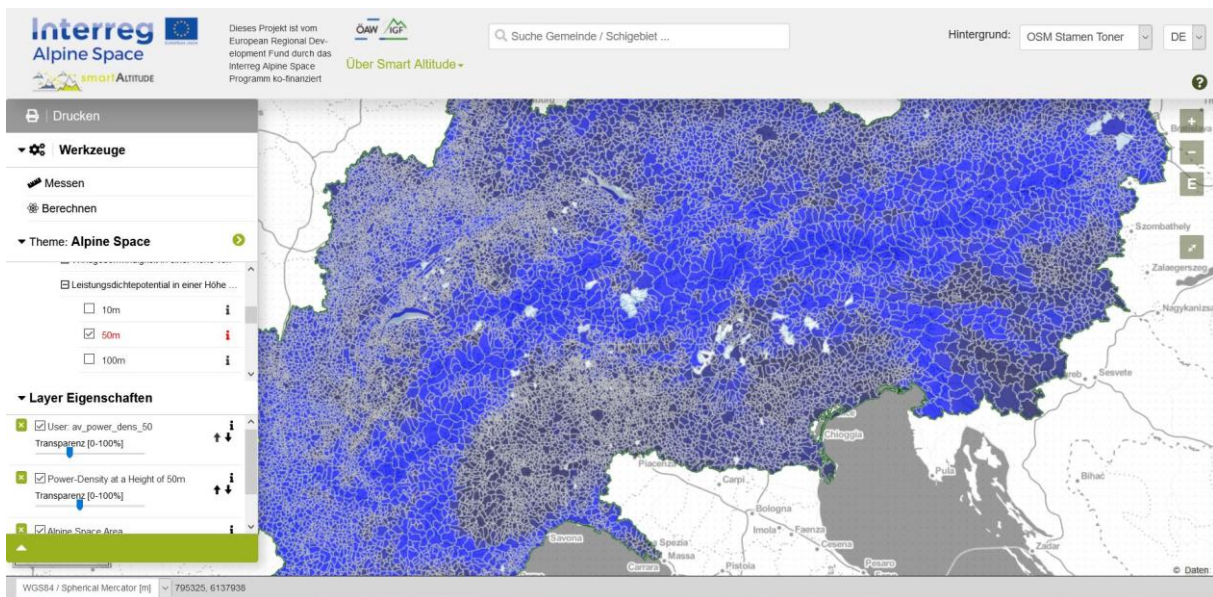 Interreg
Alpine Space
smartAltitude
Dieses Projekt ist vom
European Regional Dev-
elopment Fund durch das
Interreg Alpine Space
Programm ko-finanziert
ÖAW IGF
Über Smart Altitude
Suche Gemeinde / Schigebiet ...
Hintergrund: OSM Stamen Toner DE
?
Drucken
Werkzeuge
Messen
Berechnen
Theme: Alpine Space
Leistungsdichtepotential in einer Höhe ...
10m i
50m i
100m i
Layer Eigenschaften
User: av_power_dens_50 i
Transparenz [0-100%]
Power-Density at a Height of 50m i
Transparenz [0-100%]
Alpine Space Area i
+
−
E
Szombathely
Zalaegerszeg
Nagykanizsa
Sesvete
Chioggia
Piacenza
Carpi
Pula
Bihać
Bologna
Imola
Faenza
Cesena
Savona
Spezia
Massa
Carrara
Pistoia
Pesaro
Zadar
© Daten:
WGS84 / Spherical Mercator [m] 795325, 6137938